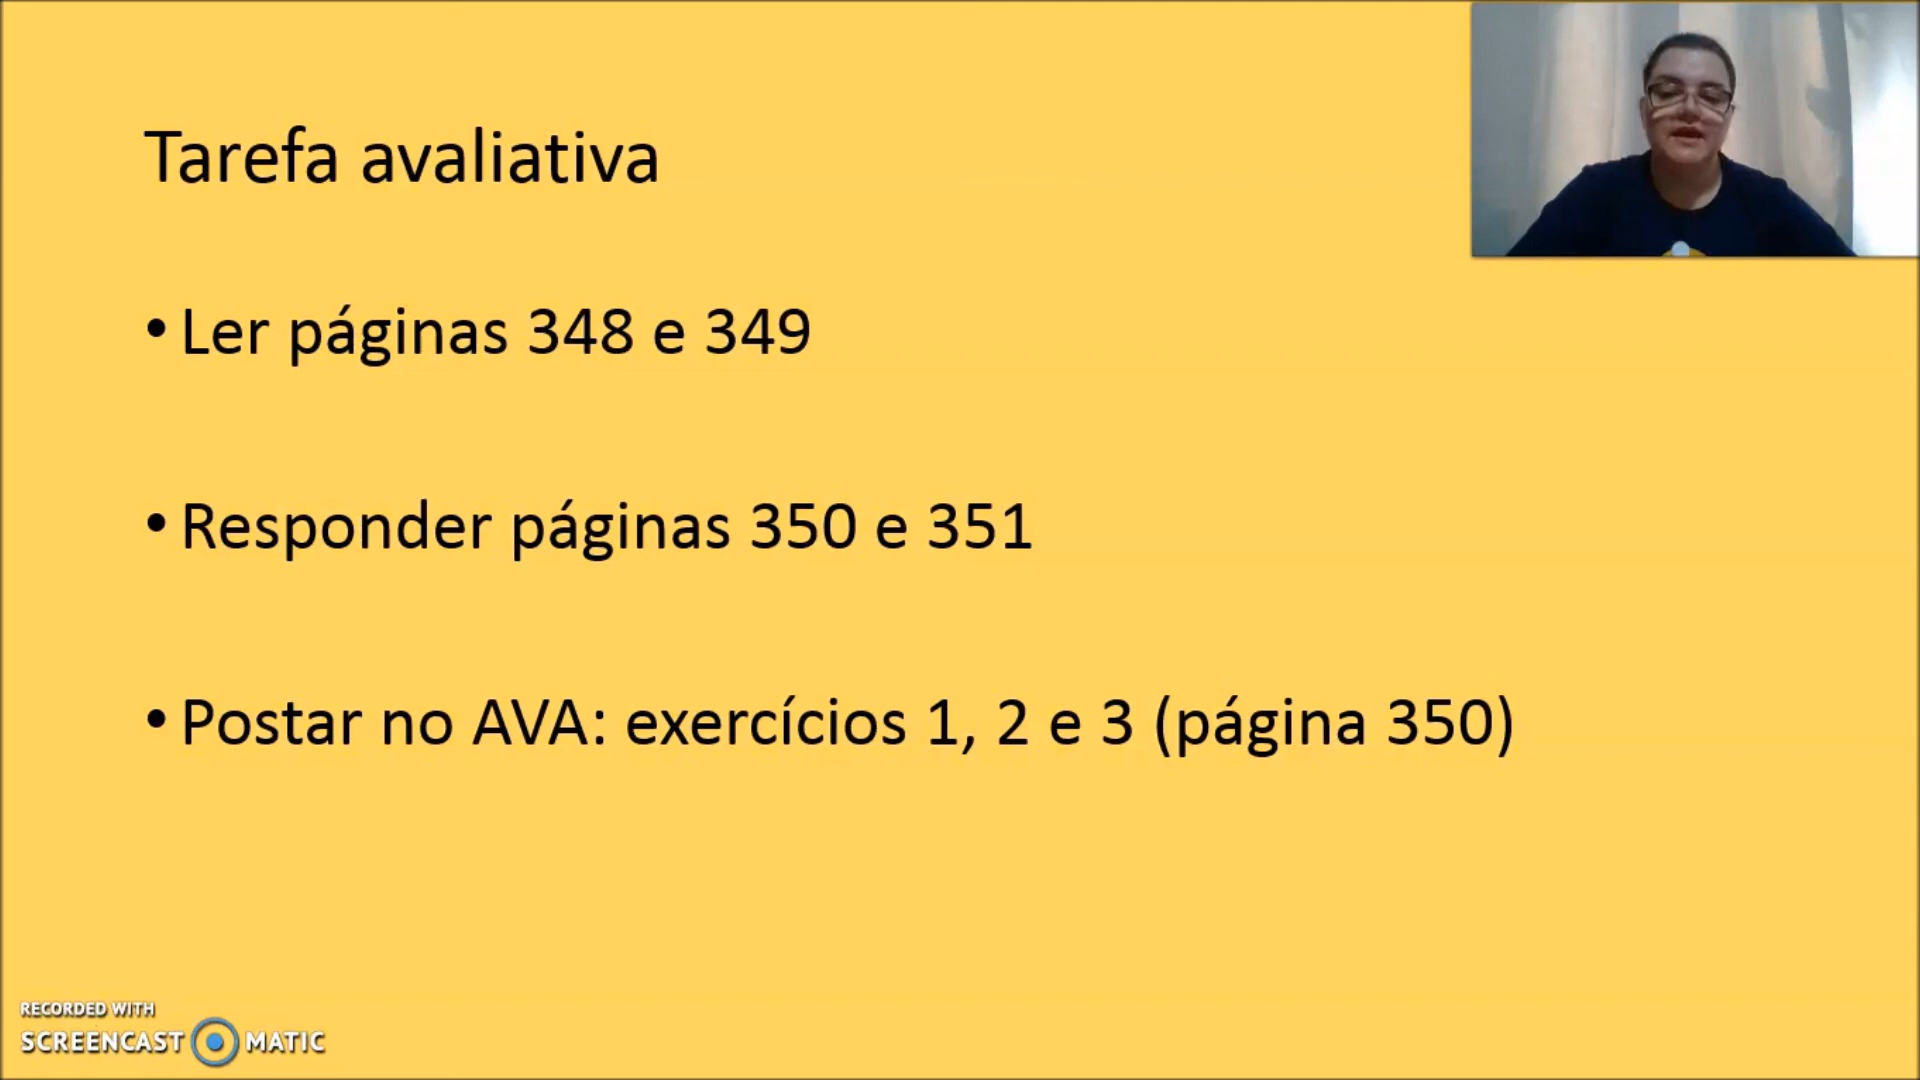 Tarefa avaliativa
• Ler páginas 348 e 349
• Responder páginas 350 e 351
• Postar no AVA: exercícios 1, 2 e 3 (página 350)
RECORDED WITH
SCREENCAST MATIC